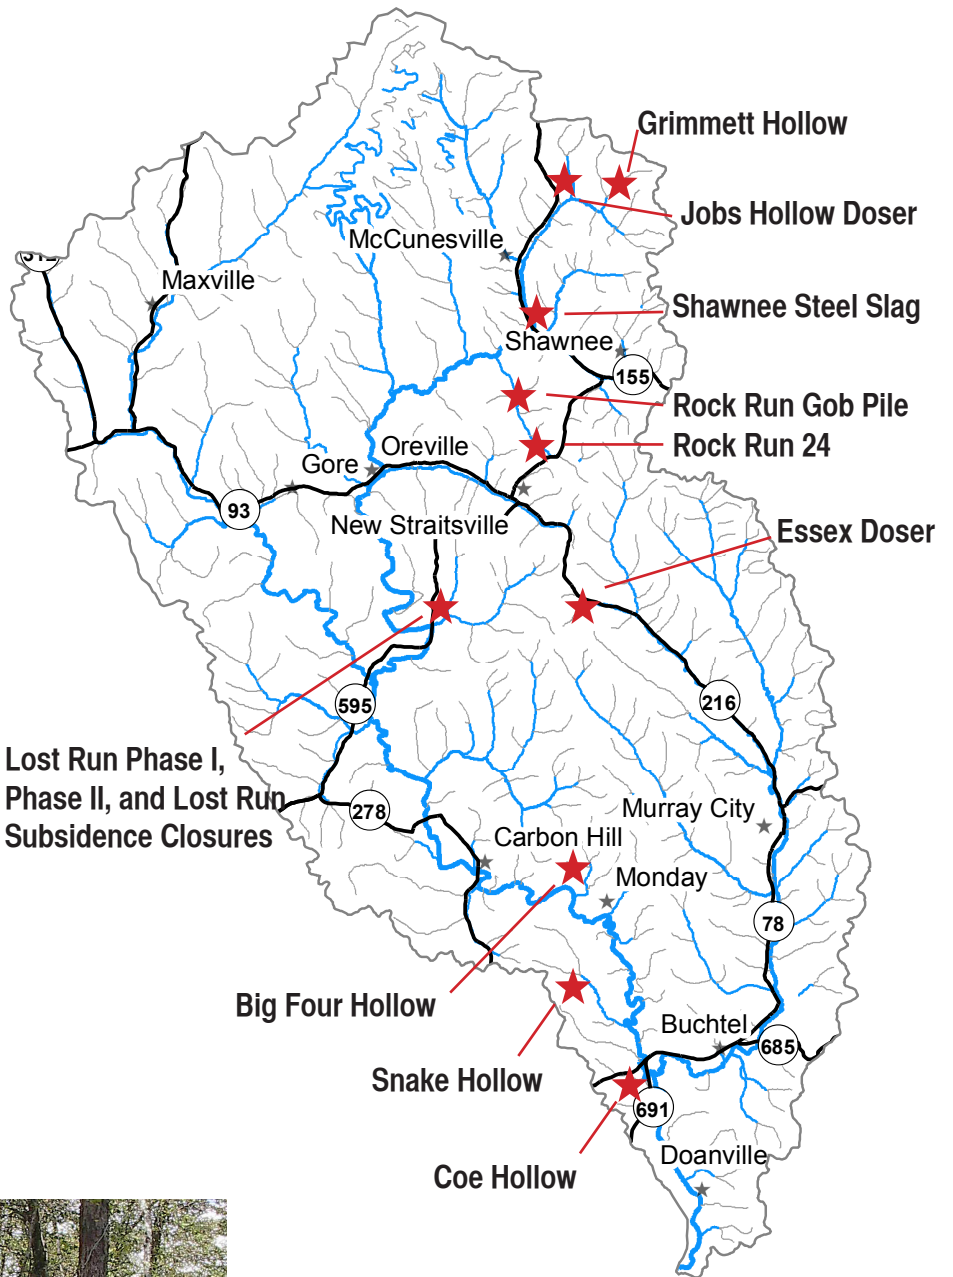 Grimmett Hollow
Jobs Hollow Doser
McCunesville
Maxville
Shawnee Steel Slag
Shawnee
155
Rock Run Gob Pile
Rock Run 24
Oreville
Gore
93
New Straitsville
Essex Doser
595
216
Lost Run Phase I,
Phase II, and Lost Run
Subsidence Closures
278
Murray City
Carbon Hill
Monday
78
Big Four Hollow
Buchtel
685
Snake Hollow
691
Doanville
Coe Hollow